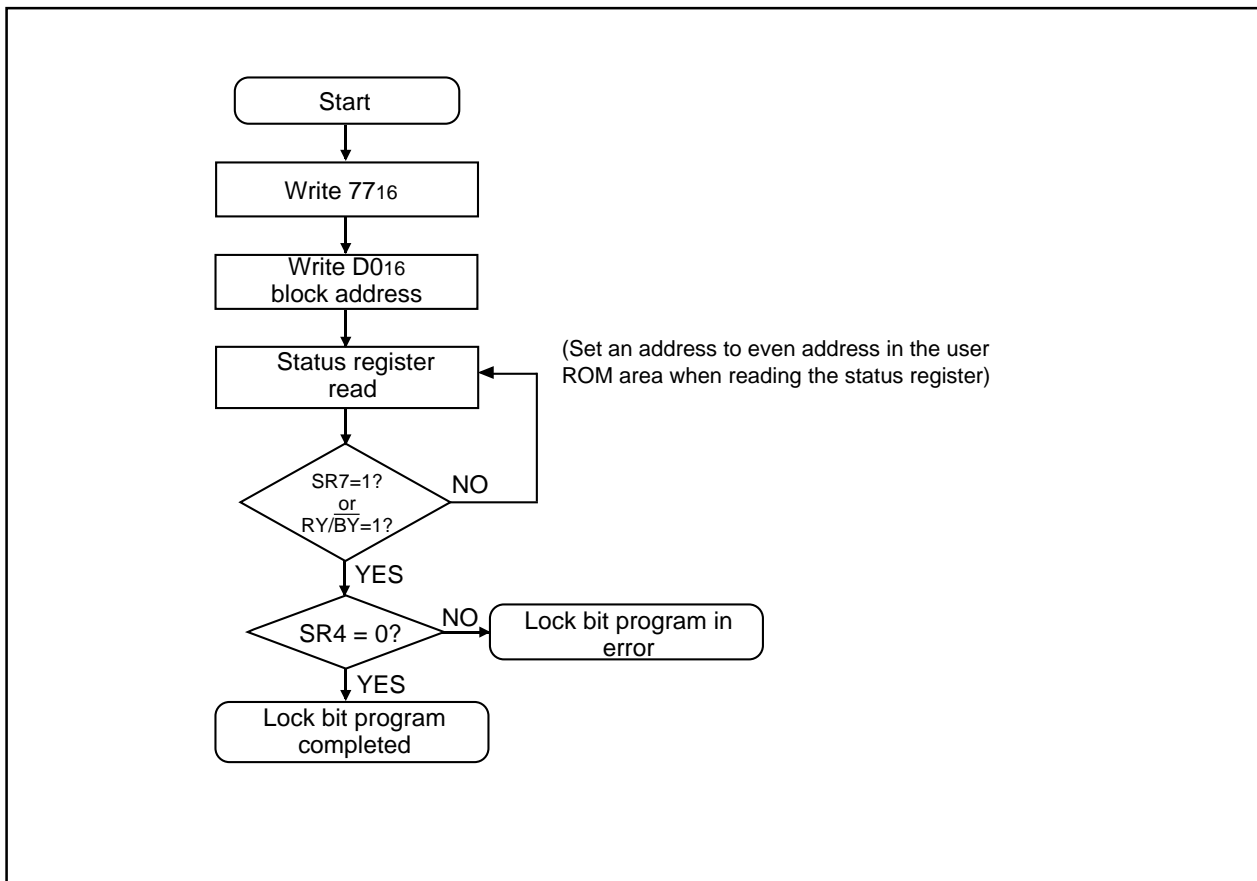 Start
Write 7716
Write D016
block address
Status register
read
(Set an address to even address in the user
ROM area when reading the status register)
SR7=1?
or
RY/B̅Y̅=1?
NO
YES
SR4 = 0?
NO
Lock bit program in
error
YES
Lock bit program
completed